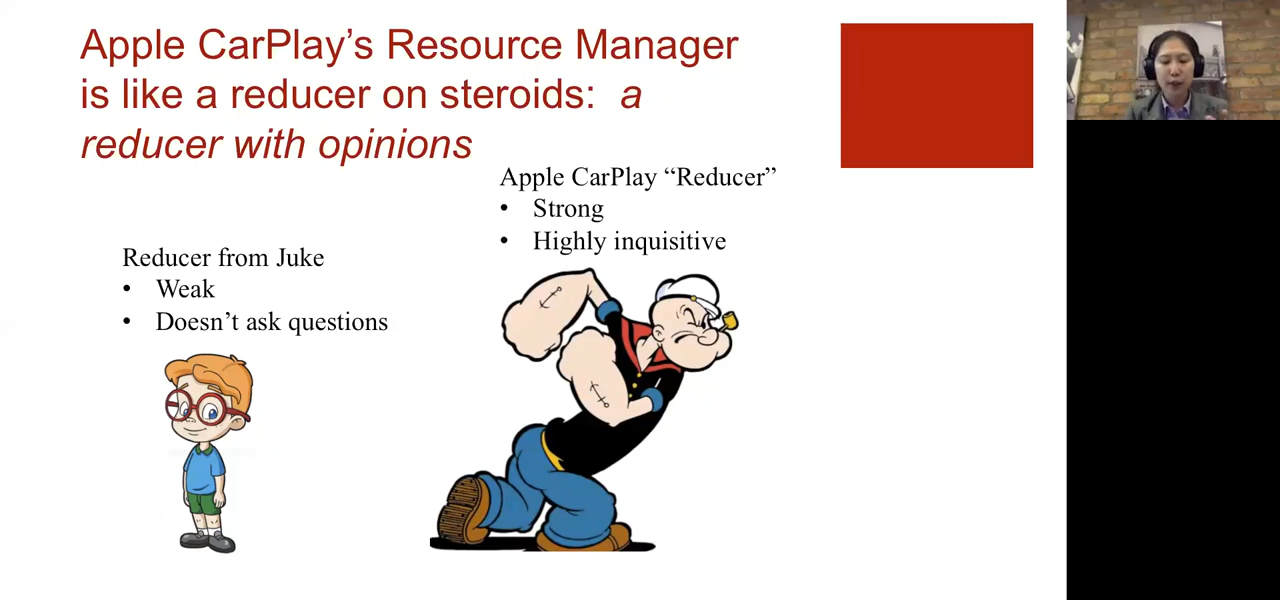 Apple CarPlay’s Resource Manager
is like a reducer on steroids: a
reducer with opinions
Apple CarPlay “Reducer”
• Strong
• Highly inquisitive
Reducer from Juke
• Weak
• Doesn’t ask questions